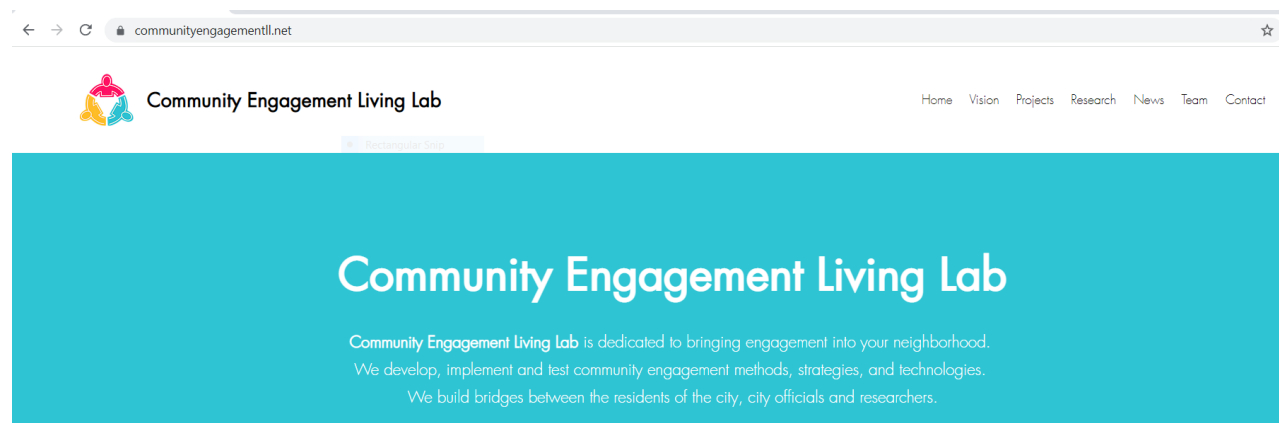 communityengagementll.net
Community Engagement Living Lab
Home Vision Projects Research News Team Contact
Rectangular Snip
Community Engagement Living Lab
Community Engagement Living Lab is dedicated to bringing engagement into your neighborhood.
We develop, implement and test community engagement methods, strategies, and technologies.
We build bridges between the residents of the city, city officials and researchers.